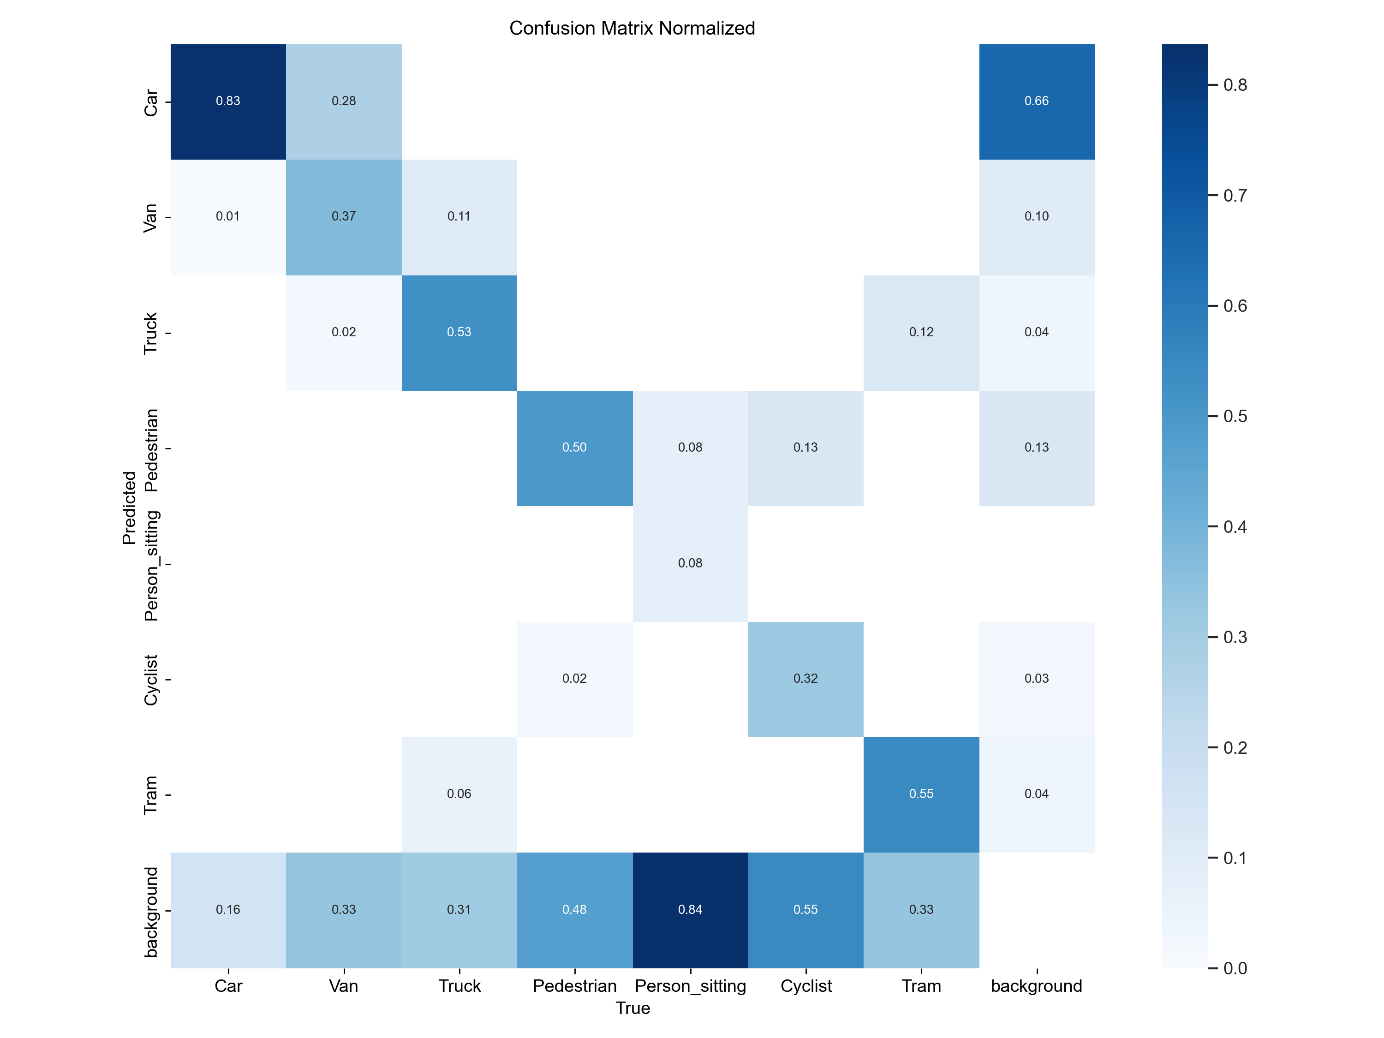 Confusion Matrix Normalized
Predicted
Car
0.83 0.28 0.66
Van
0.01 0.37 0.11 0.10
Truck
0.02 0.53 0.12 0.04
Pedestrian
0.50 0.08 0.13 0.13
Person_sitting
0.08
Cyclist
0.02 0.32 0.03
Tram
0.06 0.55 0.04
background
0.16 0.33 0.31 0.48 0.84 0.55 0.33
Car Van Truck Pedestrian Person_sitting Cyclist Tram background
True
0.8
0.7
0.6
0.5
0.4
0.3
0.2
0.1
0.0